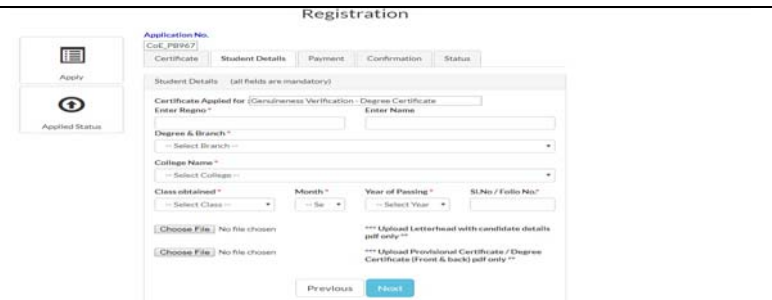 Registration
Application No.
CoE_PB967
Apply
Applied Status
Certificate Student Details Payment Confirmation Status
Student Details (all fields are mandatory)
Certificate Appied for :Genuineness Verification - Degree Certificate
Enter Regno * Enter Name
Degree & Branch *
-- Select Branch --
College Name *
-- Select College --
Class obtained * Month * Year of Passing * Sl.No / Folio No.*
-- Select Class -- -- Se -- Select Year
Choose File No file chosen *** Upload Letterhead with candidate details
pdf only **
Choose File No file chosen *** Upload Provisional Certificate / Degree
Certificate (Front & back) pdf only **
Previous Next